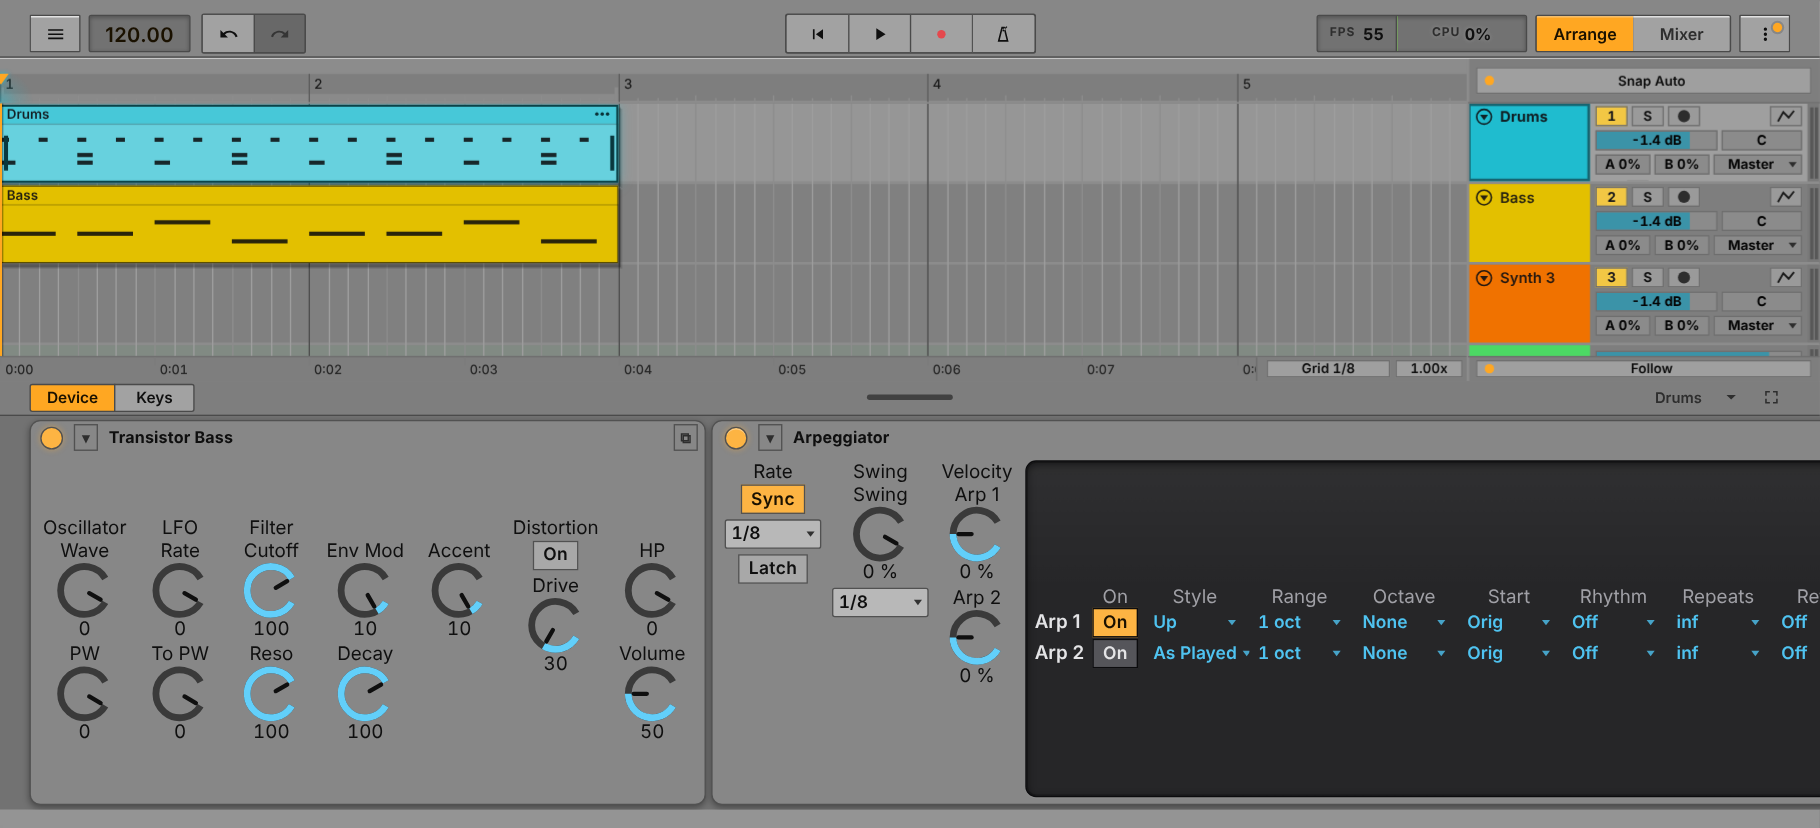 120.00
FPS 55 CPU 0%
Arrange Mixer
1 2 3 4 5
Snap Auto
Drums
Drums 1 S
-1.4 dB C
A 0% B 0% Master
Bass
Bass 2 S
-1.4 dB C
A 0% B 0% Master
Synth 3 3 S
-1.4 dB C
A 0% B 0% Master
0:00 0:01 0:02 0:03 0:04 0:05 0:06 0:07 0: Grid 1/8 1.00x Follow
Device Keys Drums
Transistor Bass
Oscillator LFO Filter Distortion
Wave Rate Cutoff Env Mod Accent On HP
Drive
0 0 100 10 10 0
PW To PW Reso Decay 30 Volume
0 0 100 100 50
Arpeggiator
Rate Swing Velocity
Sync Swing Arp 1
1/8
Latch 0 % 0 %
1/8 Arp 2
0 %
On Style Range Octave Start Rhythm Repeats Re
Arp 1 On Up 1 oct None Orig Off inf Off
Arp 2 On As Played 1 oct None Orig Off inf Off